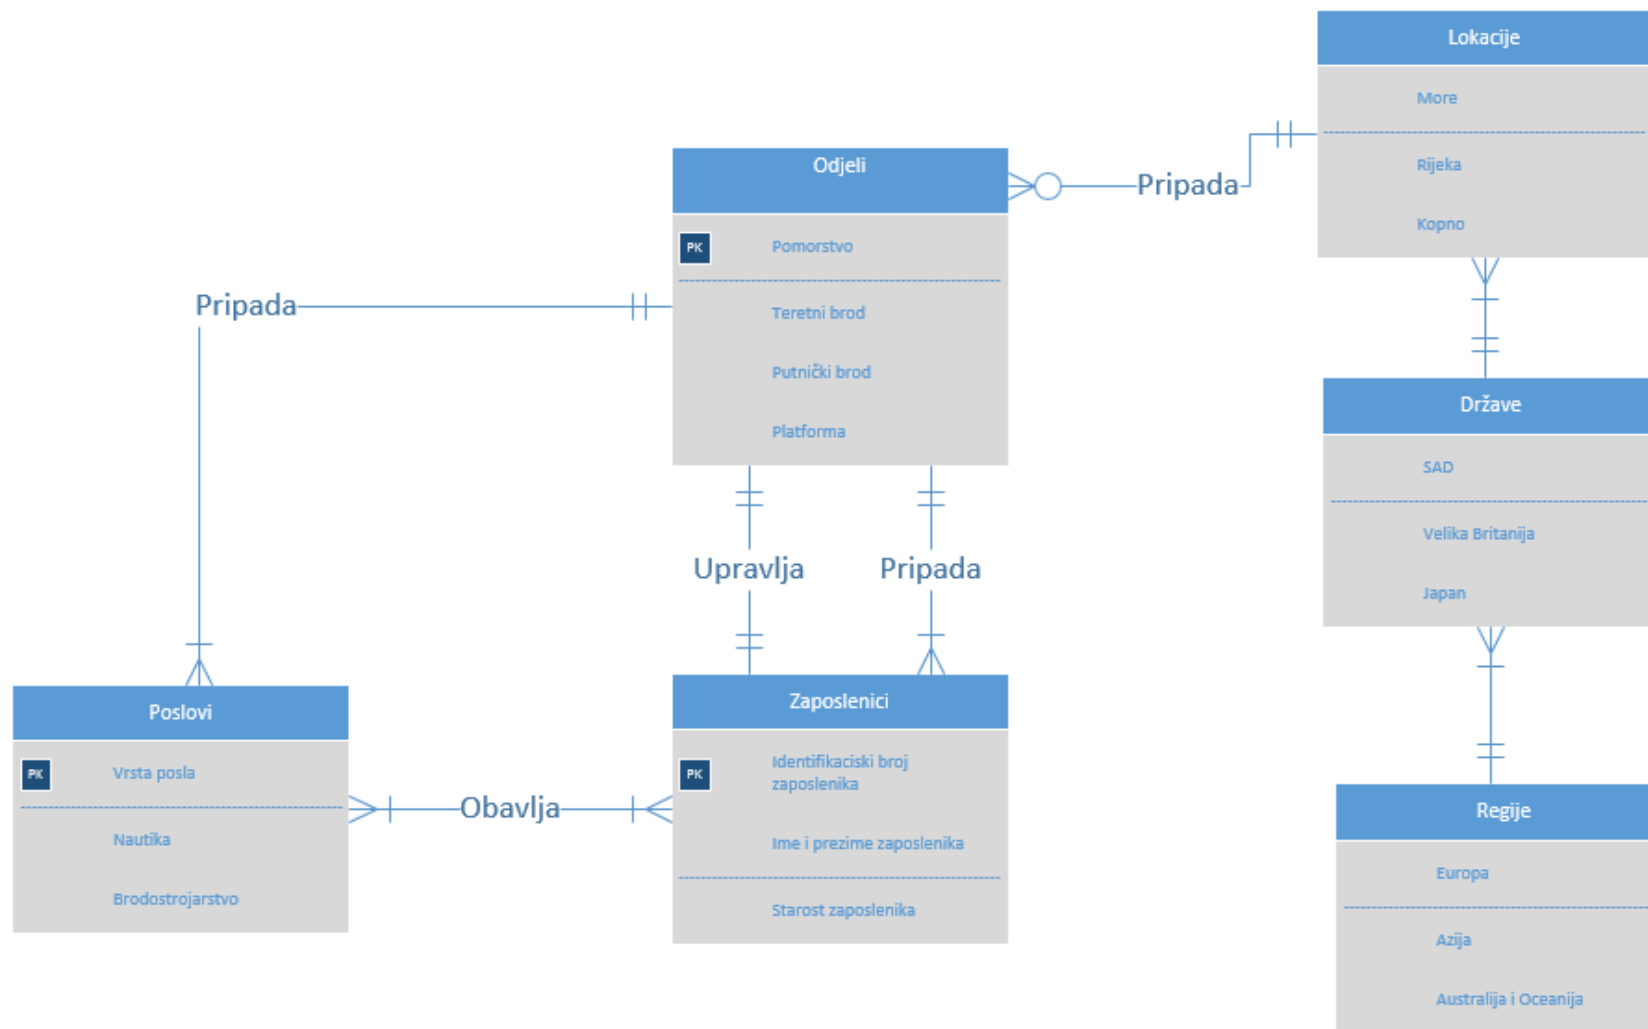 Lokacije
More
Rijeka
Kopno
Odjeli
PK
Pomorstvo
Teretni brod
Putnički brod
Platforma
Pripada
Pripada
Države
SAD
Velika Britanija
Japan
Upravlja
Pripada
Poslovi
PK
Vrsta posla
Nautika
Brodostrojarstvo
Obavlja
Zaposlenici
PK
Identifikaciski broj
zaposlenika
Ime i prezime zaposlenika
Starost zaposlenika
Regije
Europa
Azija
Australija i Oceanija